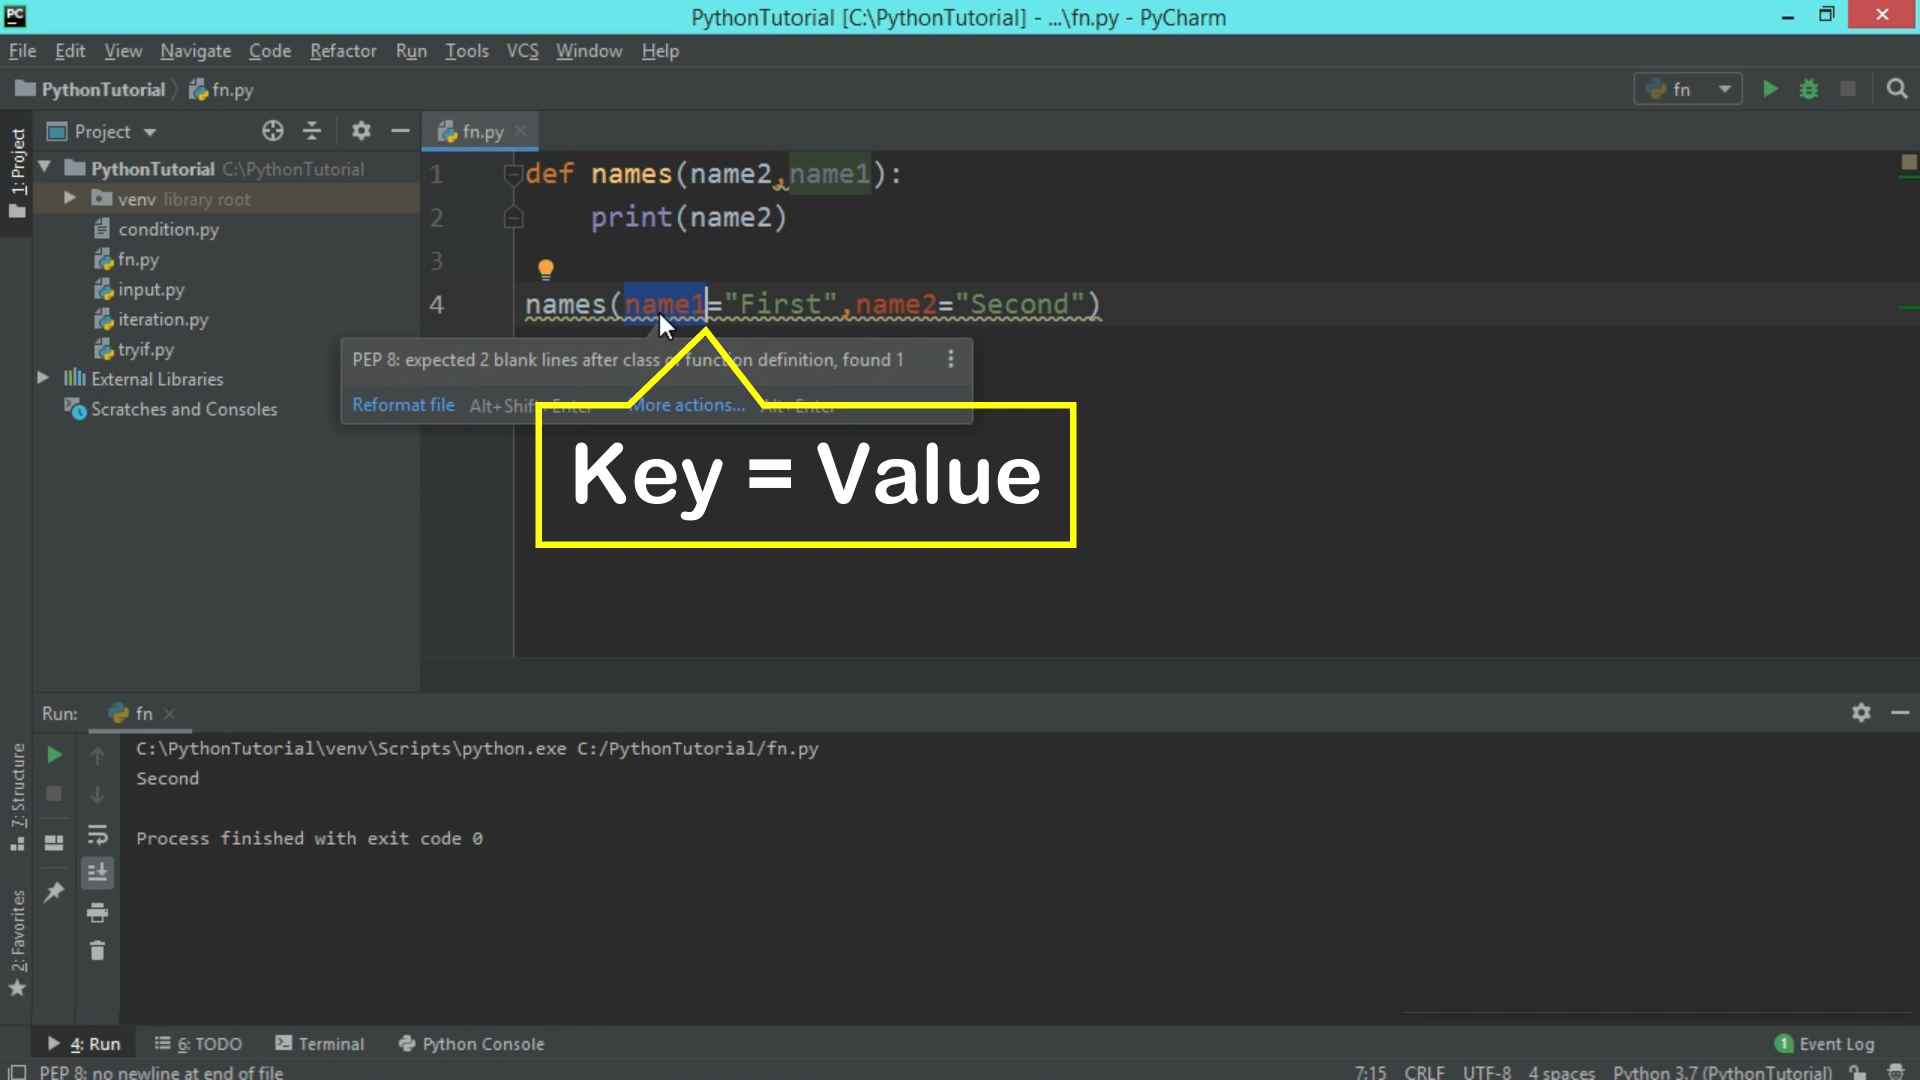 PC
PythonTutorial [C:\PythonTutorial] - ...\fn.py - PyCharm
File Edit View Navigate Code Refactor Run Tools VCS Window Help
PythonTutorial fn.py
fn
1: Project
Project
fn.py
PythonTutorial C:\PythonTutorial
venv library root
condition.py
fn.py
input.py
iteration.py
tryif.py
External Libraries
Scratches and Consoles
1 def names(name2,name1):
2 print(name2)
3
4 names(name1="First",name2="Second")
PEP 8: expected 2 blank lines after class or function definition, found 1
Reformat file Alt+Shift+Enter More actions... Alt+Enter
Key = Value
Run: fn
C:\PythonTutorial\venv\Scripts\python.exe C:/PythonTutorial/fn.py
Second
Process finished with exit code 0
7: Structure
2: Favorites
4: Run 6: TODO Terminal Python Console
1 Event Log
PEP 8: no newline at end of file
7:15 CRLF UTF-8 4 spaces Python 3.7 (PythonTutorial)